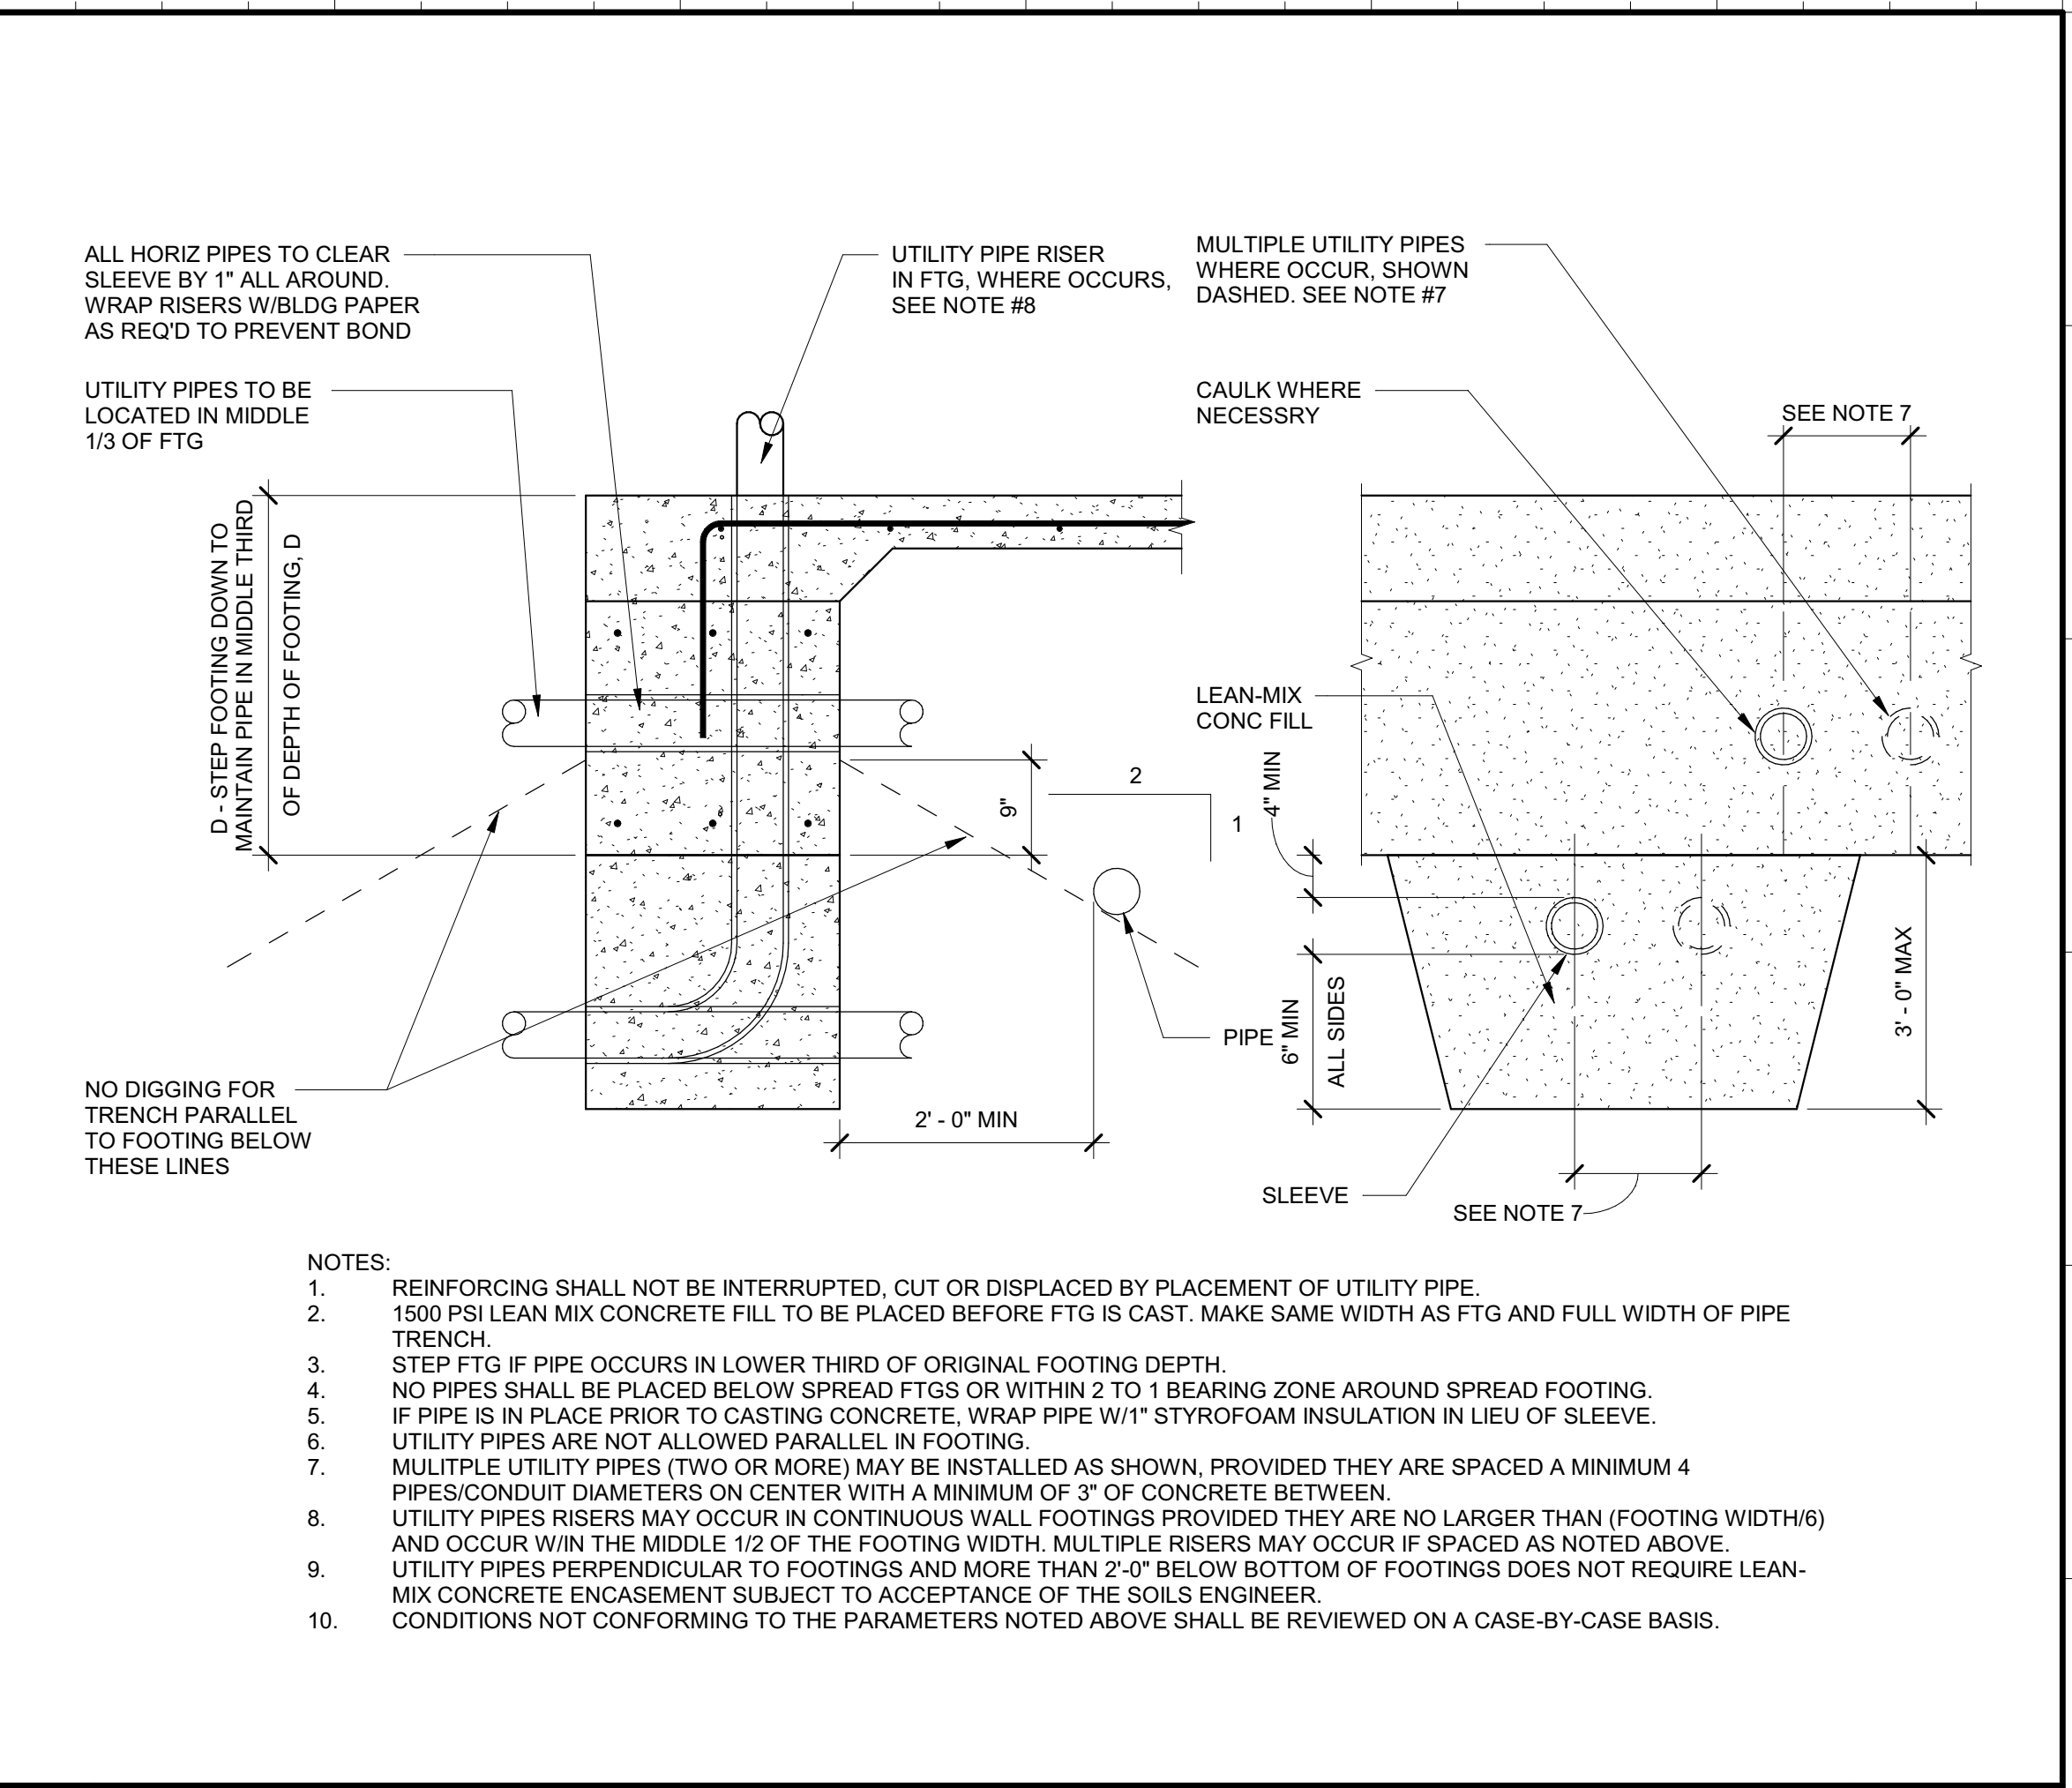 ALL HORIZ PIPES TO CLEAR
SLEEVE BY 1" ALL AROUND.
WRAP RISERS W/BLDG PAPER
AS REQ'D TO PREVENT BOND
UTILITY PIPES TO BE
LOCATED IN MIDDLE
1/3 OF FTG
UTILITY PIPE RISER
IN FTG, WHERE OCCURS,
SEE NOTE #8
MULTIPLE UTILITY PIPES
WHERE OCCUR, SHOWN
DASHED. SEE NOTE #7
CAULK WHERE
NECESSRY
SEE NOTE 7
D - STEP FOOTING DOWN TO
MAINTAIN PIPE IN MIDDLE THIRD
OF DEPTH OF FOOTING, D
LEAN-MIX
CONC FILL
9"
2
1
4" MIN
PIPE
6" MIN
ALL SIDES
3' - 0" MAX
NO DIGGING FOR
TRENCH PARALLEL
TO FOOTING BELOW
THESE LINES
2' - 0" MIN
SLEEVE
SEE NOTE 7
NOTES:
1. REINFORCING SHALL NOT BE INTERRUPTED, CUT OR DISPLACED BY PLACEMENT OF UTILITY PIPE.
2. 1500 PSI LEAN MIX CONCRETE FILL TO BE PLACED BEFORE FTG IS CAST. MAKE SAME WIDTH AS FTG AND FULL WIDTH OF PIPE
TRENCH.
3. STEP FTG IF PIPE OCCURS IN LOWER THIRD OF ORIGINAL FOOTING DEPTH.
4. NO PIPES SHALL BE PLACED BELOW SPREAD FTGS OR WITHIN 2 TO 1 BEARING ZONE AROUND SPREAD FOOTING.
5. IF PIPE IS IN PLACE PRIOR TO CASTING CONCRETE, WRAP PIPE W/1" STYROFOAM INSULATION IN LIEU OF SLEEVE.
6. UTILITY PIPES ARE NOT ALLOWED PARALLEL IN FOOTING.
7. MULITPLE UTILITY PIPES (TWO OR MORE) MAY BE INSTALLED AS SHOWN, PROVIDED THEY ARE SPACED A MINIMUM 4
PIPES/CONDUIT DIAMETERS ON CENTER WITH A MINIMUM OF 3" OF CONCRETE BETWEEN.
8. UTILITY PIPES RISERS MAY OCCUR IN CONTINUOUS WALL FOOTINGS PROVIDED THEY ARE NO LARGER THAN (FOOTING WIDTH/6)
AND OCCUR W/IN THE MIDDLE 1/2 OF THE FOOTING WIDTH. MULTIPLE RISERS MAY OCCUR IF SPACED AS NOTED ABOVE.
9. UTILITY PIPES PERPENDICULAR TO FOOTINGS AND MORE THAN 2'-0" BELOW BOTTOM OF FOOTINGS DOES NOT REQUIRE LEAN-
MIX CONCRETE ENCASEMENT SUBJECT TO ACCEPTANCE OF THE SOILS ENGINEER.
10. CONDITIONS NOT CONFORMING TO THE PARAMETERS NOTED ABOVE SHALL BE REVIEWED ON A CASE-BY-CASE BASIS.